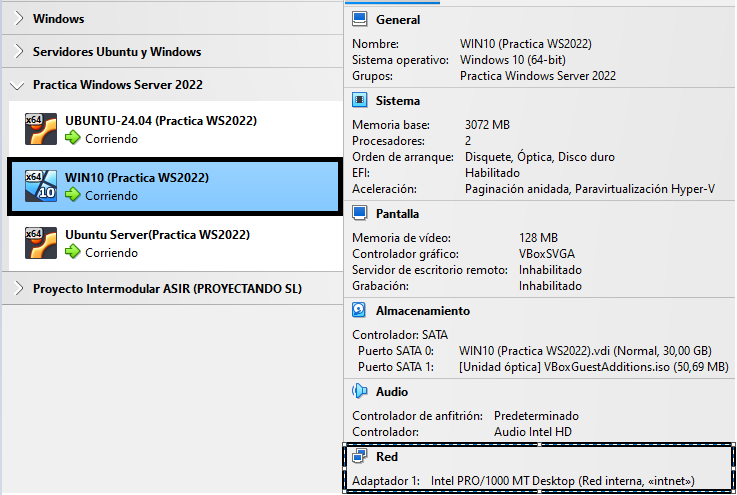 Windows
Servidores Ubuntu y Windows
Practica Windows Server 2022
x64
UBUNTU-24.04 (Practica WS2022)
Corriendo
x64
10
WIN10 (Practica WS2022)
Corriendo
x64
Ubuntu Server(Practica WS2022)
Corriendo
Proyecto Intermodular ASIR (PROYECTANDO SL)
General
Nombre: WIN10 (Practica WS2022)
Sistema operativo: Windows 10 (64-bit)
Grupos: Practica Windows Server 2022
Sistema
Memoria base: 3072 MB
Procesadores: 2
Orden de arranque: Disquete, Óptica, Disco duro
EFI: Habilitado
Aceleración: Paginación anidada, Paravirtualización Hyper-V
Pantalla
Memoria de vídeo: 128 MB
Controlador gráfico: VBoxSVGA
Servidor de escritorio remoto: Inhabilitado
Grabación: Inhabilitado
Almacenamiento
Controlador: SATA
Puerto SATA 0: WIN10 (Practica WS2022).vdi (Normal, 30,00 GB)
Puerto SATA 1: [Unidad óptica] VBoxGuestAdditions.iso (50,69 MB)
Audio
Controlador de anfitrión: Predeterminado
Controlador: Audio Intel HD
Red
Adaptador 1: Intel PRO/1000 MT Desktop (Red interna, «intnet»)